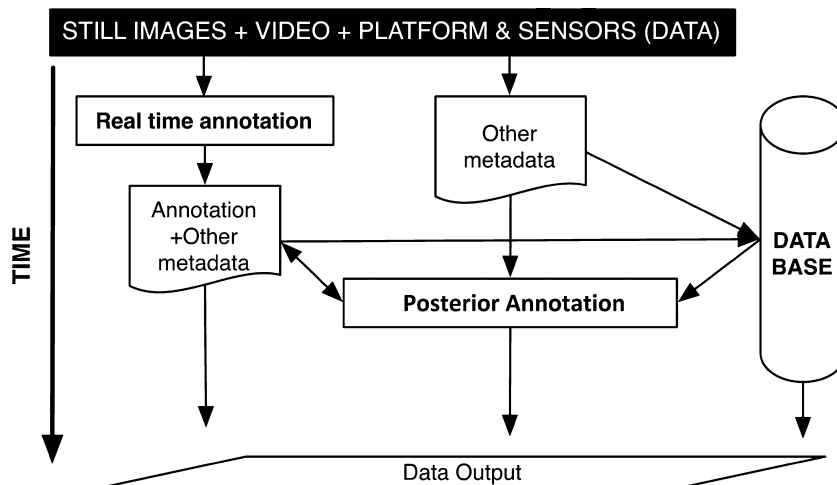 STILL IMAGES + VIDEO + PLATFORM & SENSORS (DATA)
Real time annotation
Other
metadata
Annotation
+Other
metadata
TIME
DATA
BASE
Posterior Annotation
Data Output